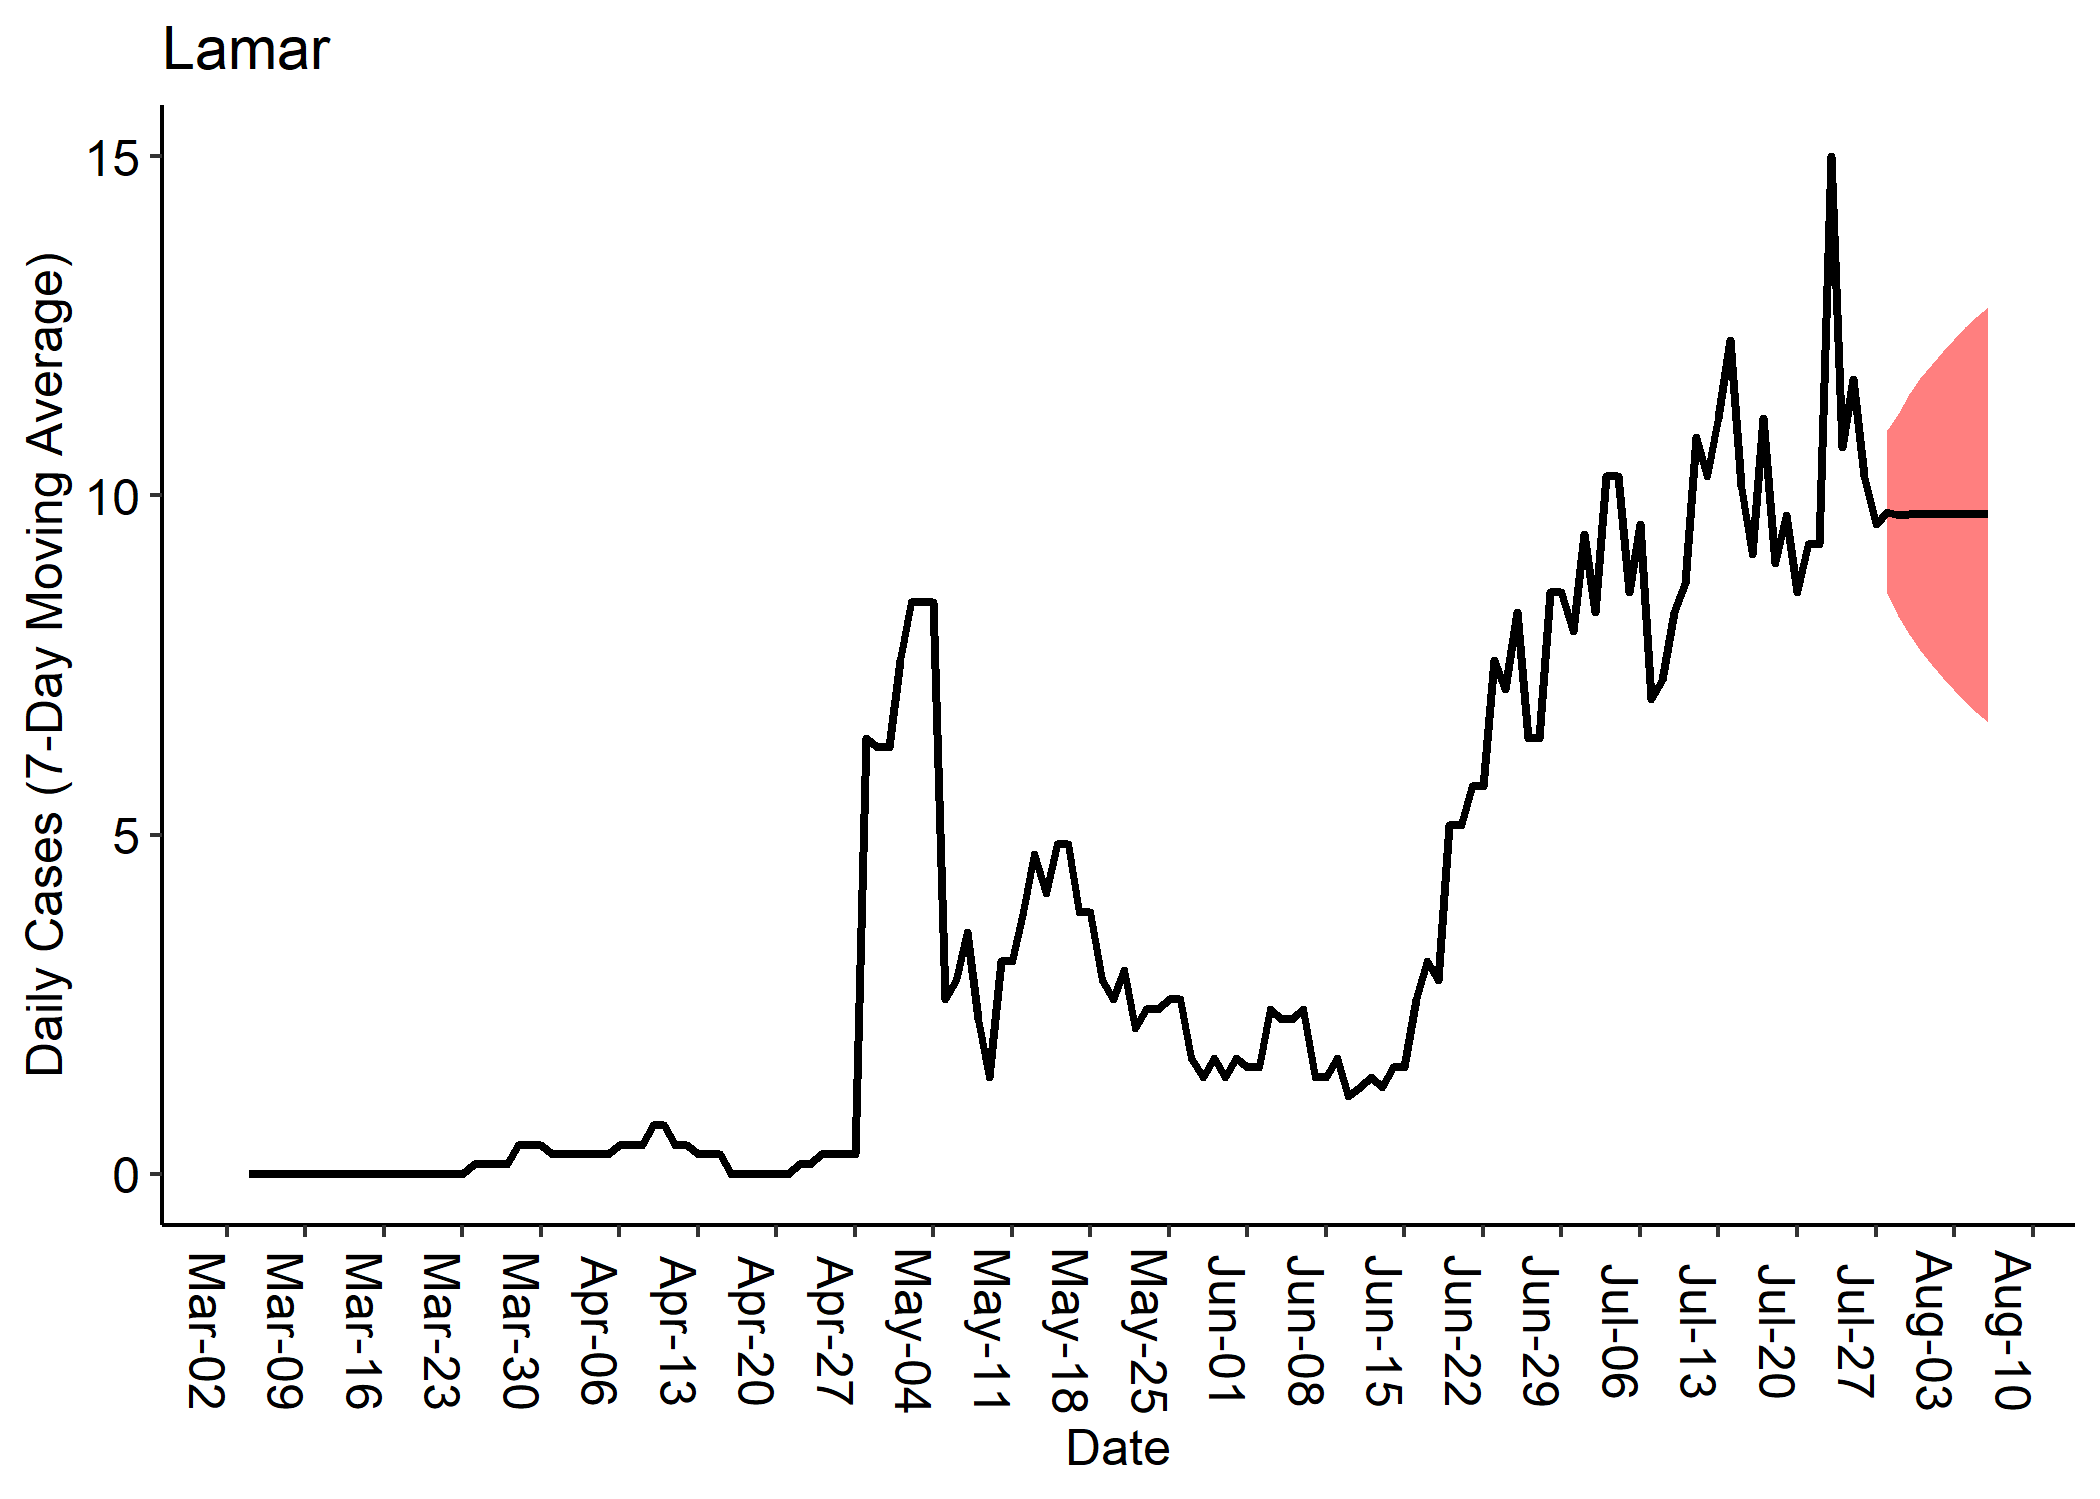 Lamar
Daily Cases (7-Day Moving Average)
15
10
5
0
Mar-02
Mar-09
Mar-16
Mar-23
Mar-30
Apr-06
Apr-13
Apr-20
Apr-27
May-04
May-11
May-18
May-25
Jun-01
Jun-08
Jun-15
Jun-22
Jun-29
Jul-06
Jul-13
Jul-20
Jul-27
Aug-03
Aug-10
Date